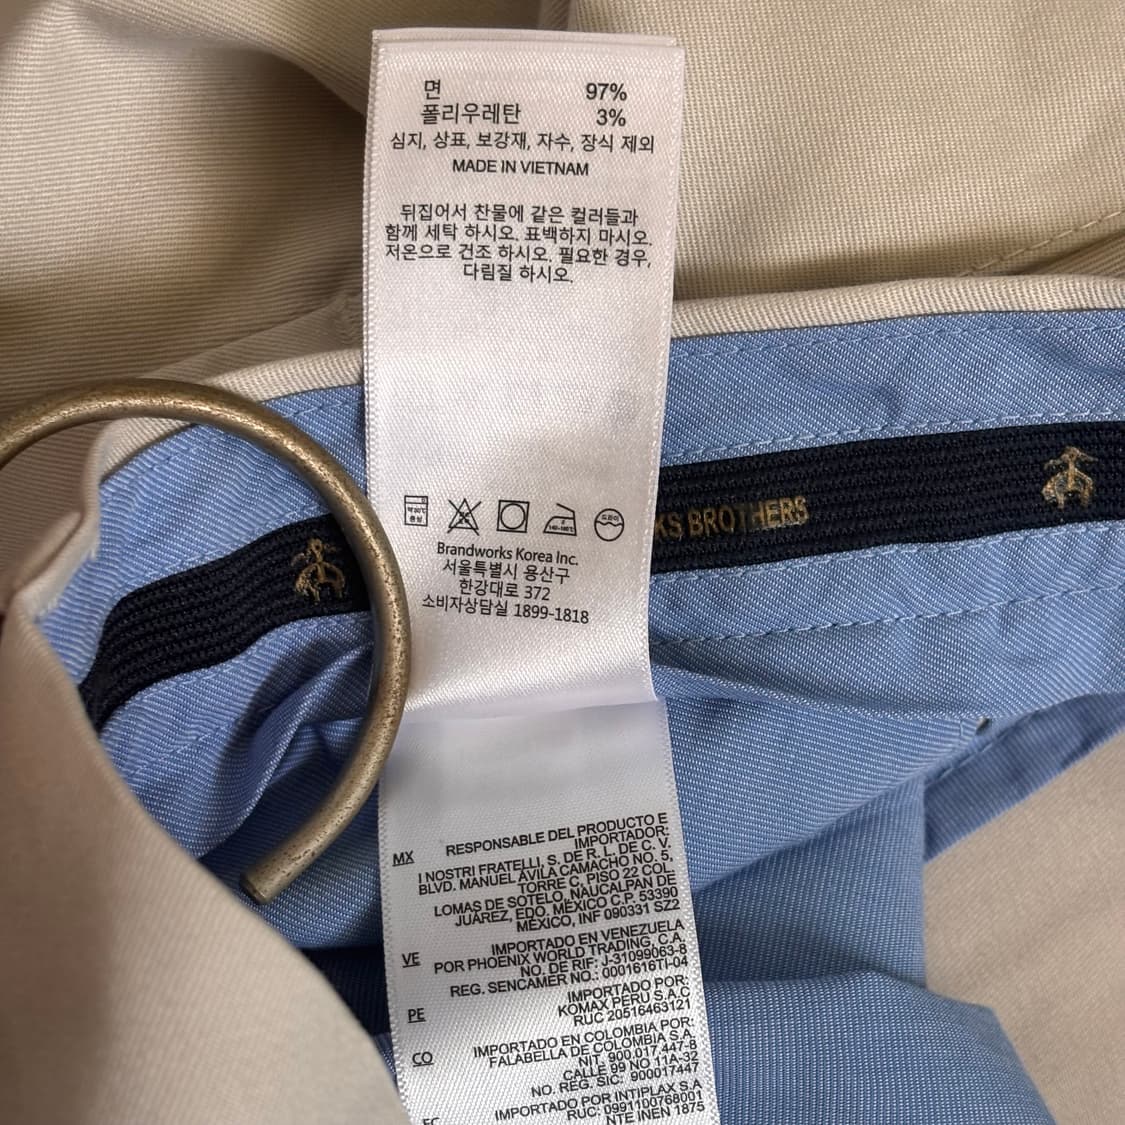 면 97%
폴리우레탄 3%
심지, 상표, 보강재, 자수, 장식 제외
MADE IN VIETNAM
뒤집어서 찬물에 같은 컬러들과
함께 세탁 하시오. 표백하지 마시오.
저온으로 건조 하시오. 필요한 경우,
다림질 하시오.
드라이
KS BROTHERS
Brandworks Korea Inc.
서울특별시 용산구
한강대로 372
소비자상담실 1899-1818
MX RESPONSABLE DEL PRODUCTO E
IMPORTADOR:
I NOSTRI FRATELLI, S. DE R. L. DE C. V.
BLVD. MANUEL ÁVILA CAMACHO NO. 5,
TORRE C, PISO 22 COL.
LOMAS DE SOTELO, NAUCALPAN DE
JUÁREZ, EDO. MÉXICO C.P. 53390
MÉXICO, INF 090331 SZ2
VE IMPORTADO EN VENEZUELA
POR PHOENIX WORLD TRADING, C.A.
NO. DE RIF: J-31099063-8
REG. SENCAMER NO.: 0001616TI-04
PE IMPORTADO POR:
KOMAX PERU S.A.C
RUC 20516463121
CO IMPORTADO EN COLOMBIA POR:
FALABELLA DE COLOMBIA S.A.
NIT. 900.017.447-8
CALLE 99 NO 11A-32
NO. REG. SIC: 900017447
EC IMPORTADO POR INTIPLAX S.A
RUC: 0991100768001
NTE INEN 1875